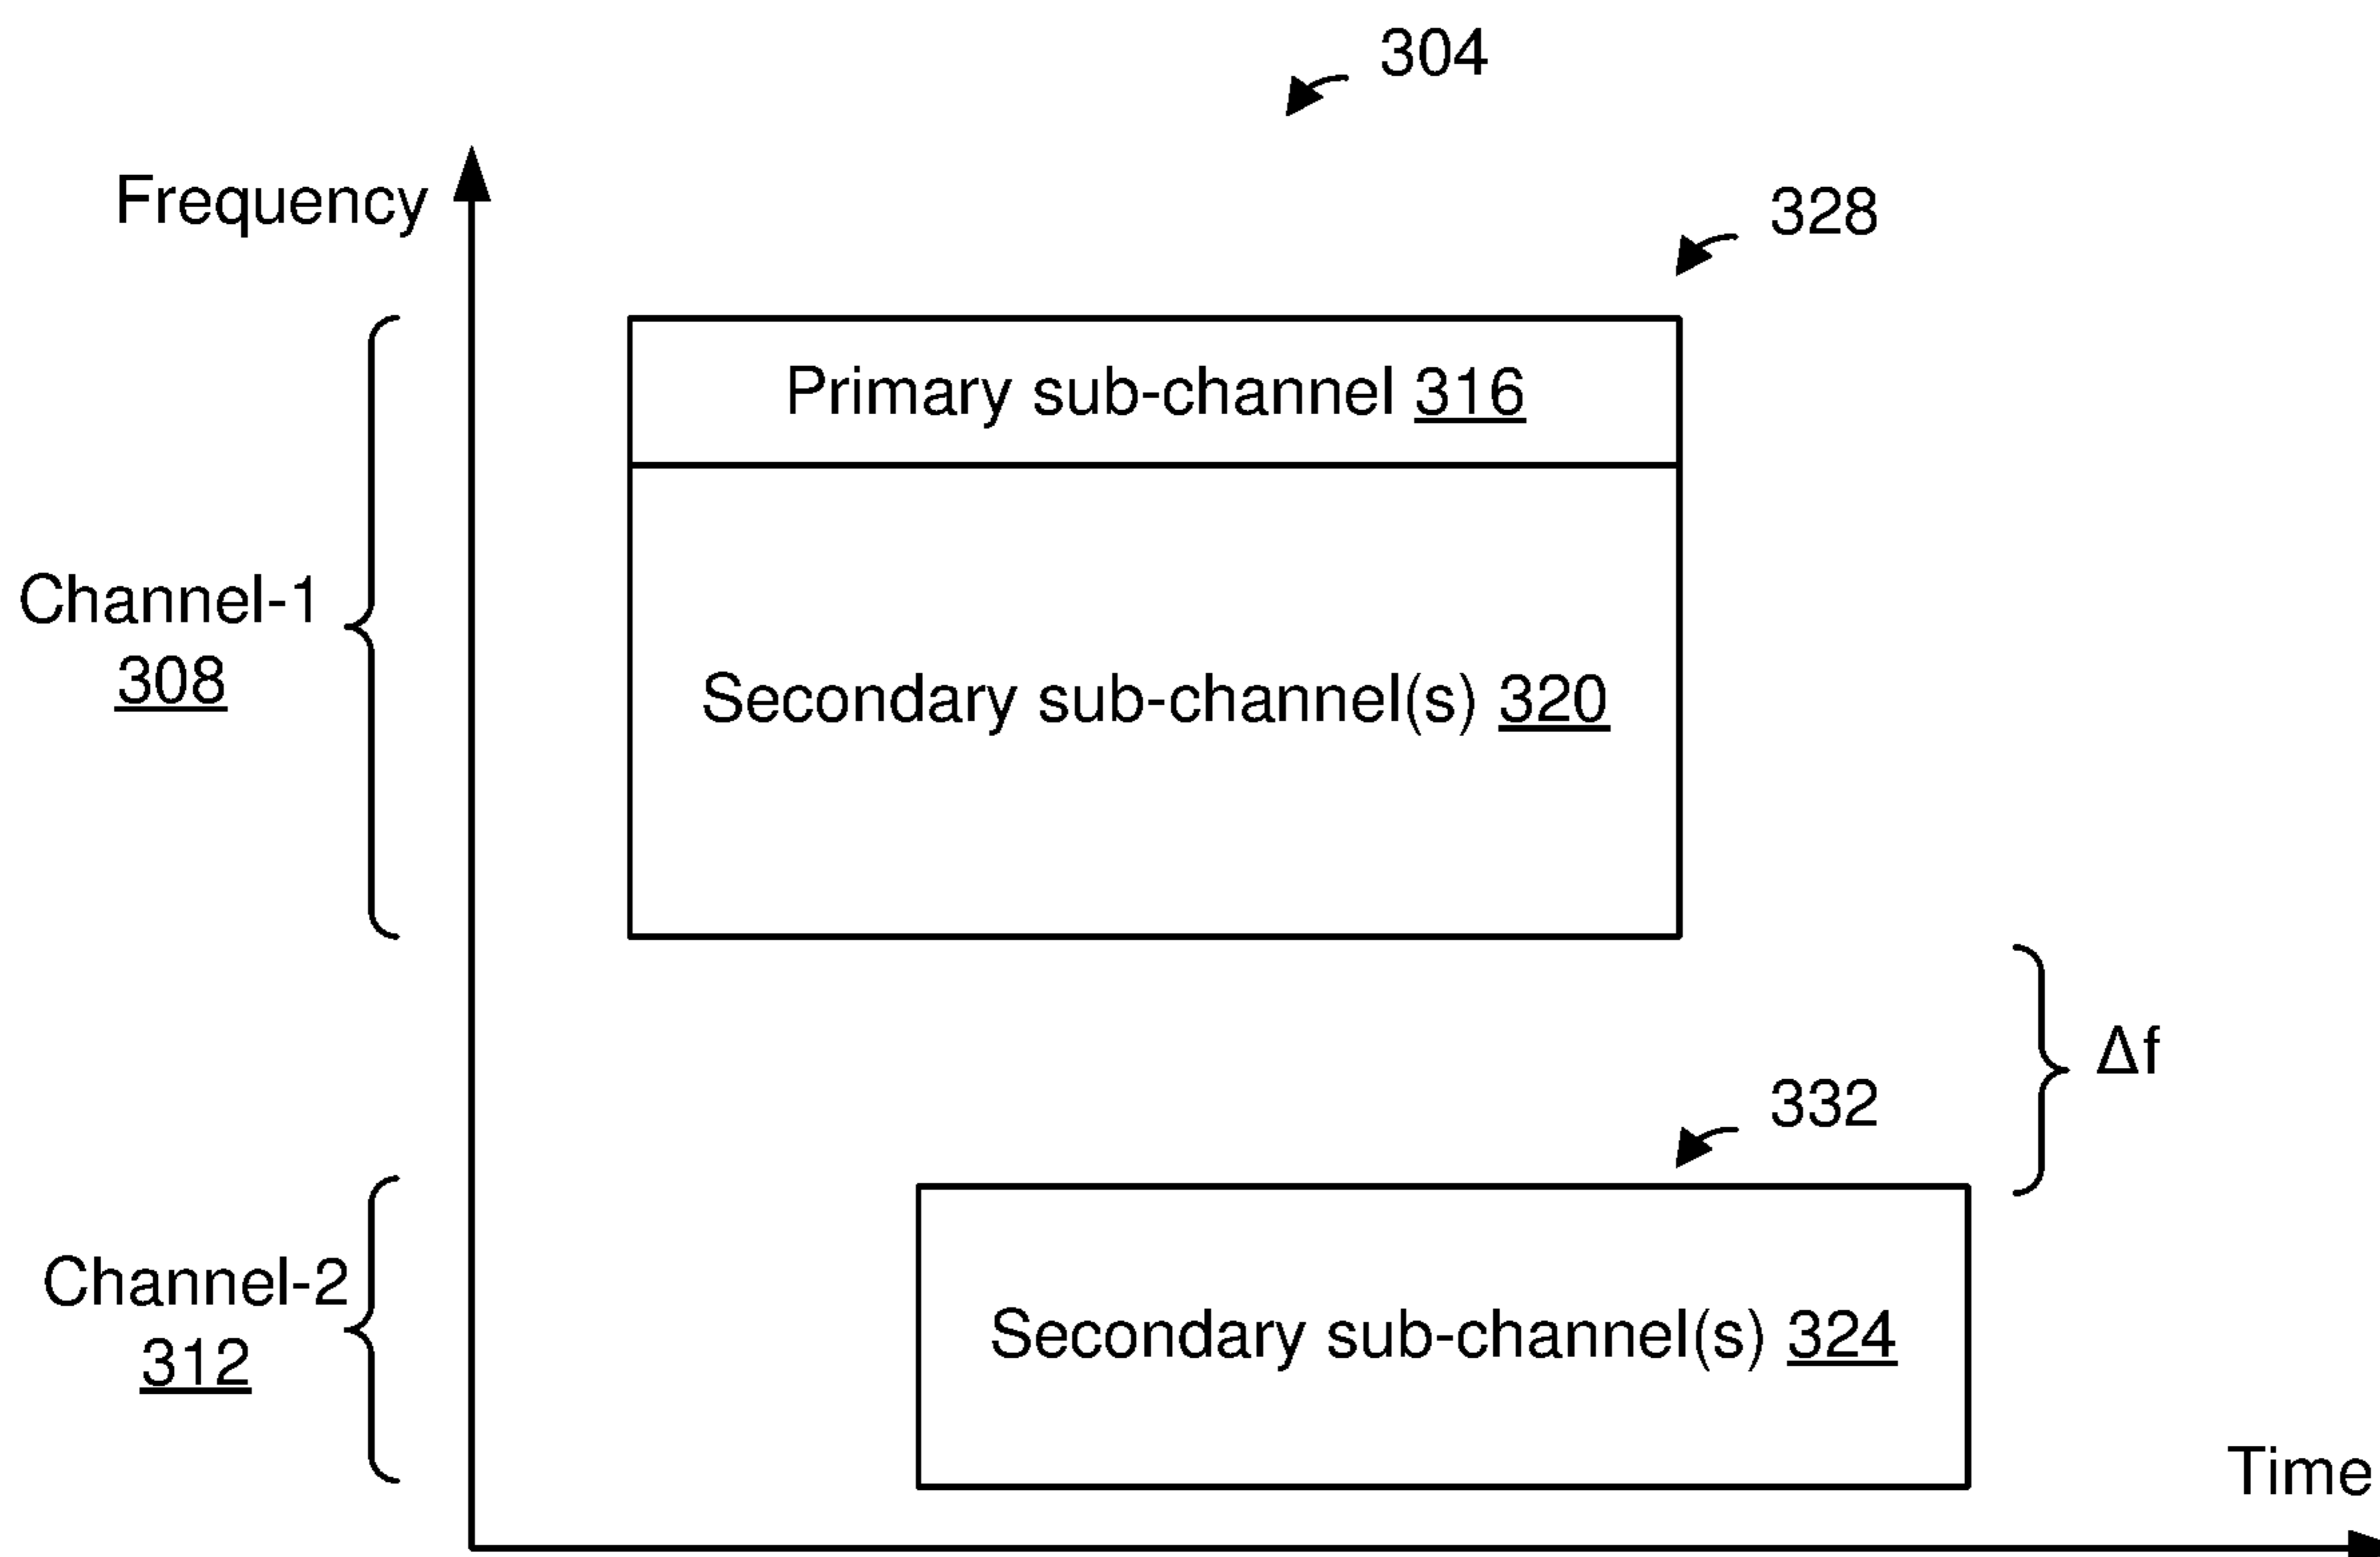 304
Frequency
328
Primary sub-channel 316
Channel-1
308
Secondary sub-channel(s) 320
Δf
332
Channel-2
312
Secondary sub-channel(s) 324
Time